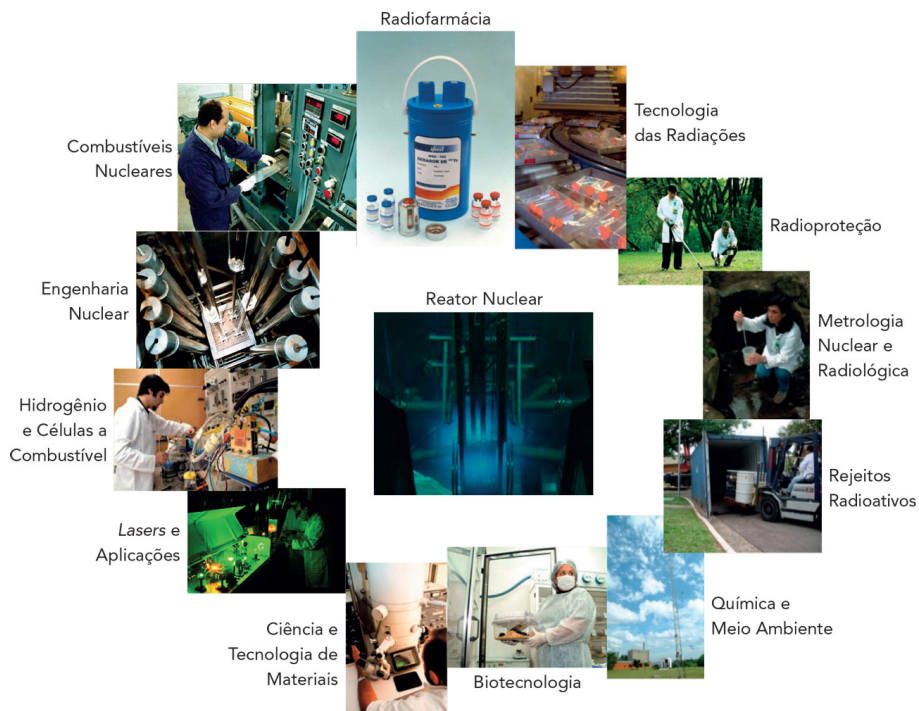 Radiofarmácia
Tecnologia
das Radiações
Combustíveis
Nucleares
Radioproteção
Engenharia
Nuclear
Reator Nuclear
Metrologia
Nuclear e
Radiológica
Hidrogênio
e Células a
Combustível
Rejeitos
Radioativos
Lasers e
Aplicações
Química e
Meio Ambiente
Ciência e
Tecnologia de
Materiais
Biotecnologia